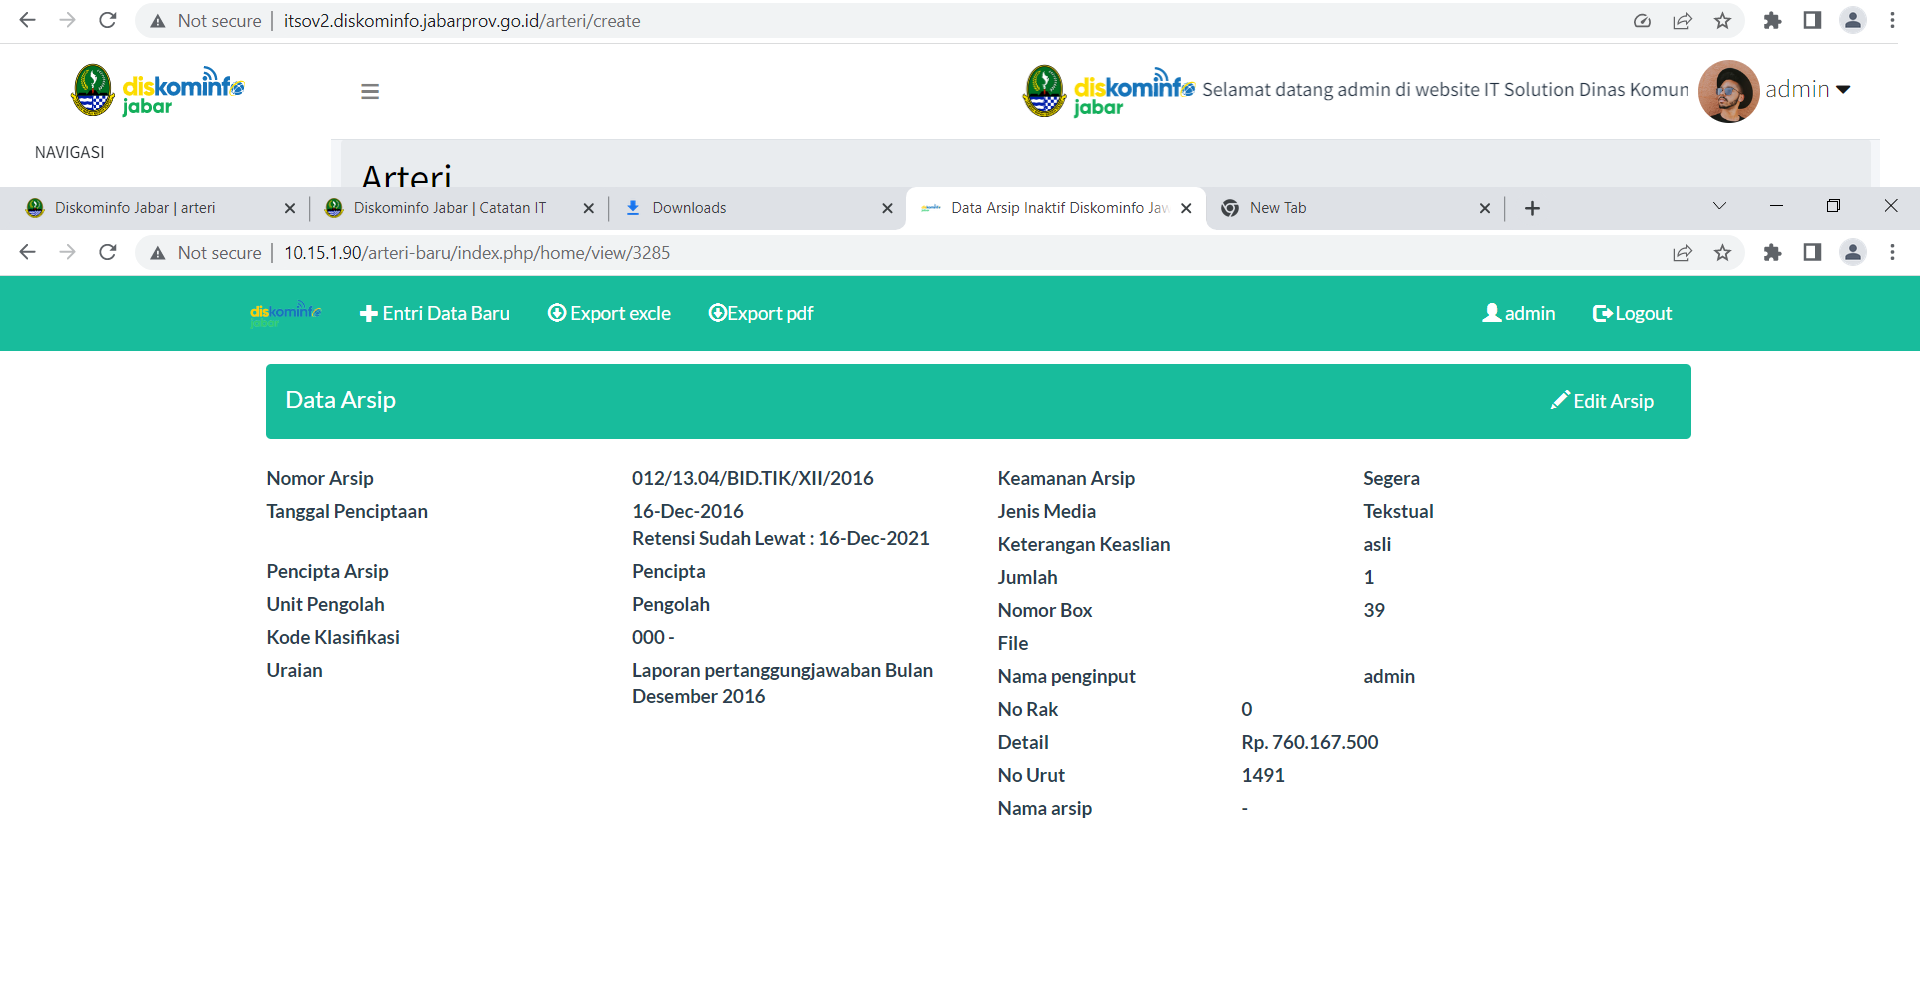 Not secure | itsov2.diskominfo.jabarprov.go.id/arteri/create
diskominfo
jabar
diskominfo
jabar
Selamat datang admin di website IT Solution Dinas Komun
admin
NAVIGASI
Arteri
Diskominfo Jabar | arteri
Diskominfo Jabar | Catatan IT
Downloads
Data Arsip Inaktif Diskominfo Jaw
New Tab
Not secure | 10.15.1.90/arteri-baru/index.php/home/view/3285
diskominfo
jabar
Entri Data Baru
Export excle
Export pdf
admin
Logout
Data Arsip
Edit Arsip
Nomor Arsip 012/13.04/BID.TIK/XII/2016
Tanggal Penciptaan 16-Dec-2016
Retensi Sudah Lewat : 16-Dec-2021
Pencipta Arsip Pencipta
Unit Pengolah Pengolah
Kode Klasifikasi 000 -
Uraian Laporan pertanggungjawaban Bulan
Desember 2016
Keamanan Arsip Segera
Jenis Media Tekstual
Keterangan Keaslian asli
Jumlah 1
Nomor Box 39
File
Nama penginput admin
No Rak 0
Detail Rp. 760.167.500
No Urut 1491
Nama arsip -